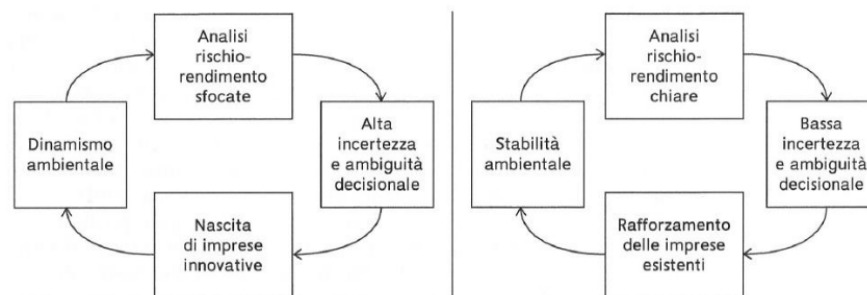 Analisi
rischio-
rendimento
sfocate
Dinamismo
ambientale
Alta
incertezza
e ambiguità
decisionale
Nascita
di imprese
innovative
Analisi
rischio-
rendimento
chiare
Stabilità
ambientale
Bassa
incertezza
e ambiguità
decisionale
Rafforzamento
delle imprese
esistenti